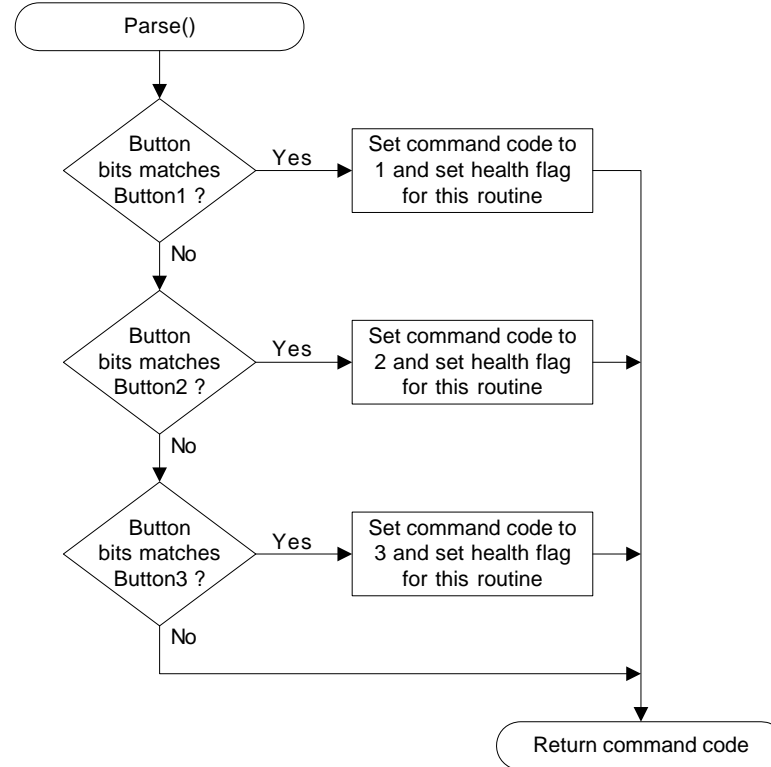 Parse()
Button
bits matches
Button1 ?
Yes
Set command code to
1 and set health flag
for this routine
No
Button
bits matches
Button2 ?
Yes
Set command code to
2 and set health flag
for this routine
No
Button
bits matches
Button3 ?
Yes
Set command code to
3 and set health flag
for this routine
No
Return command code